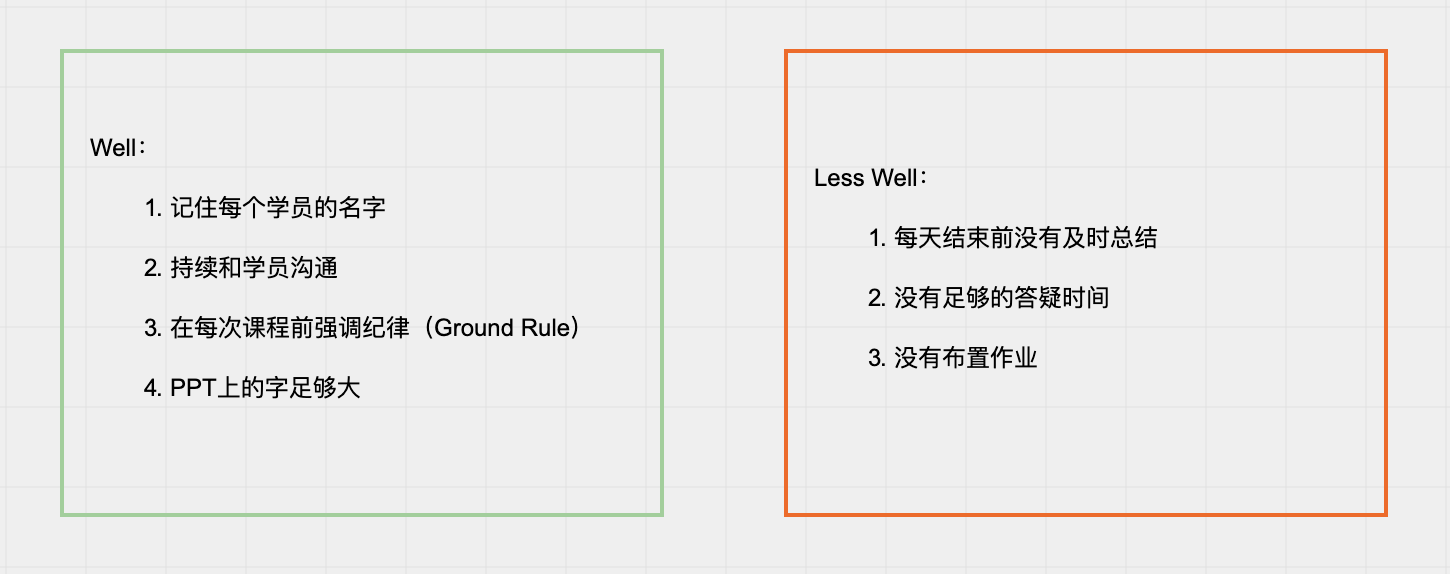 Well：
1. 记住每个学员的名字
2. 持续和学员沟通
3. 在每次课程前强调纪律（Ground Rule）
4. PPT上的字足够大
Less Well：
1. 每天结束前没有及时总结
2. 没有足够的答疑时间
3. 没有布置作业